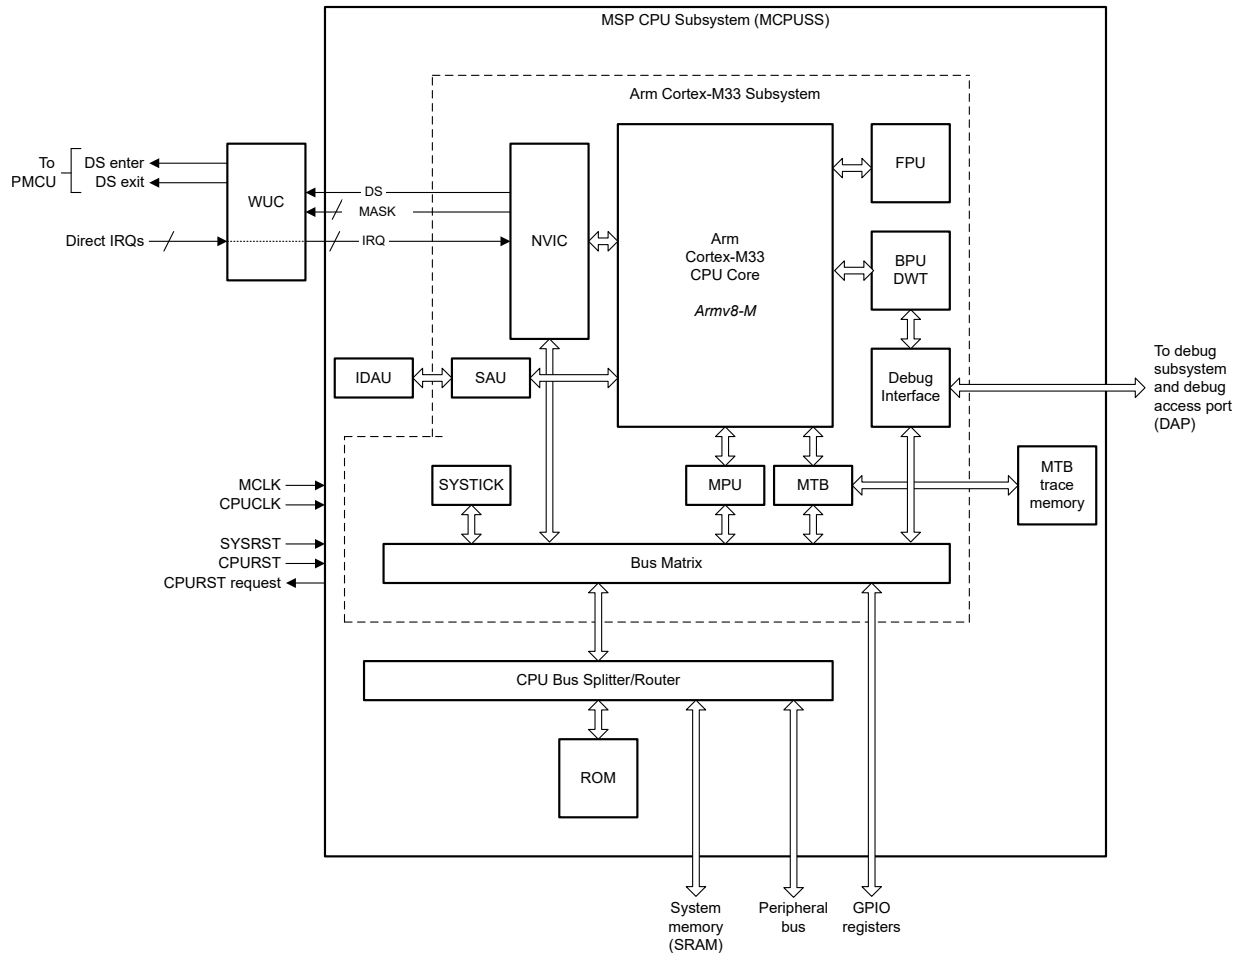 MSP CPU Subsystem (MCPUSS)
Arm Cortex-M33 Subsystem
To
PMCU
DS enter
DS exit
WUC
Direct IRQs
DS
MASK
IRQ
NVIC
Arm
Cortex-M33
CPU Core
Armv8-M
FPU
BPU
DWT
IDAU
SAU
Debug
Interface
To debug
subsystem
and debug
access port
(DAP)
MCLK
CPUCLK
SYSRST
CPURST
CPURST request
SYSTICK
MPU
MTB
MTB
trace
memory
Bus Matrix
CPU Bus Splitter/Router
ROM
System
memory
(SRAM)
Peripheral
bus
GPIO
registers